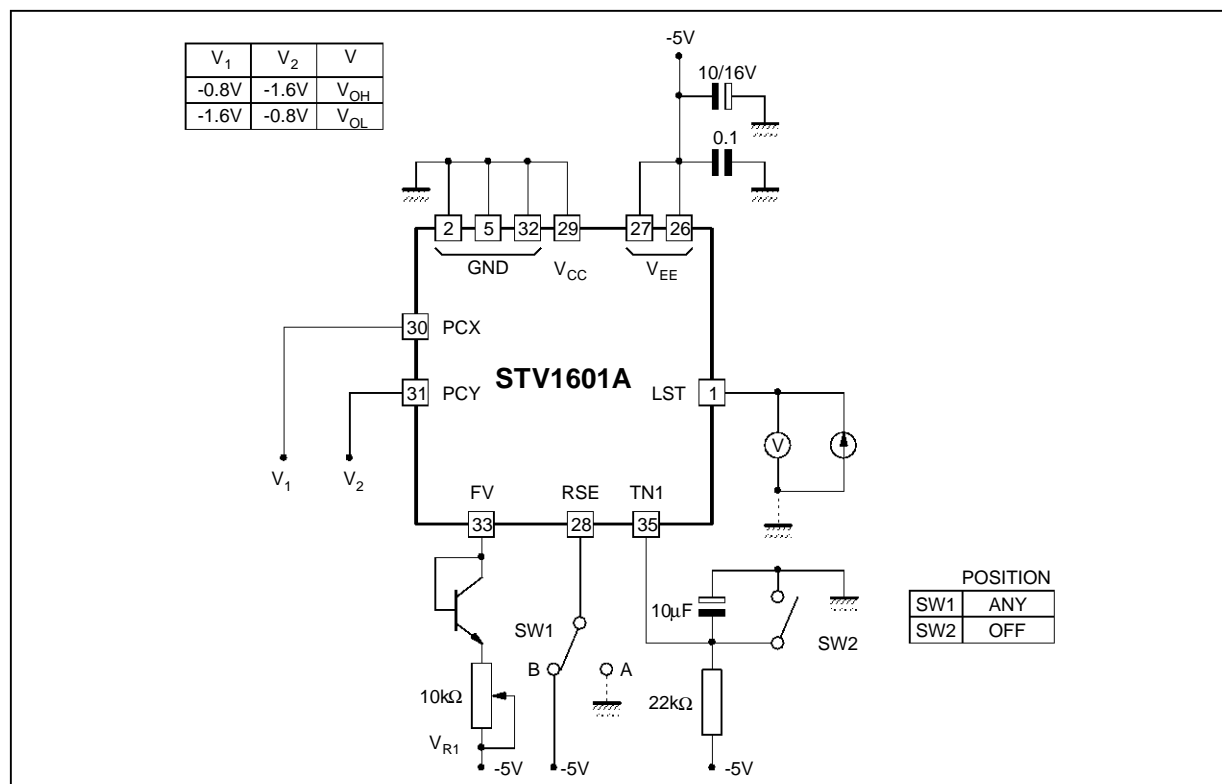 -5V
V1 V2 V
-0.8V -1.6V VOH
-1.6V -0.8V VOL
10/16V
0.1
2 5 32 29 27 26
GND VCC VEE
30 PCX
STV1601A
31 PCY
LST 1
V
V1 V2
FV RSE TN1
33 28 35
POSITION
SW1 ANY
SW2 OFF
10µF
SW1
SW2
B A
10kΩ
22kΩ
VR1
-5V -5V -5V